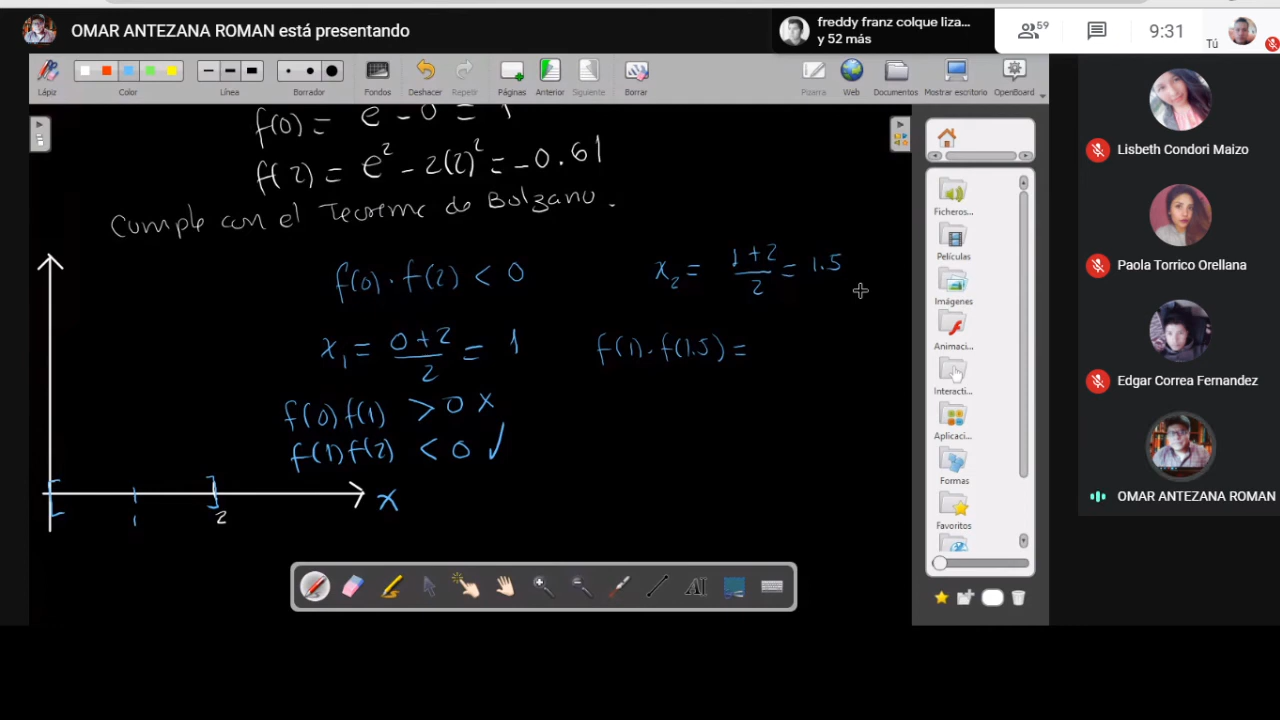 OMAR ANTEZANA ROMAN está presentando
freddy franz colque liza...
y 52 más
59
9:31
Tú
Lápiz
Color
Línea
Borrador
Fondos
Deshacer
Repetir
Páginas
Anterior
Siguiente
Borrar
Pizarra
Web
Documentos
Mostrar escritorio
OpenBoard
f(0) = e - 0 = 1
f(2) = e² - 2(2)² = -0.61
Cumple con el Teorema de Bolzano.
f(0) · f(2) < 0
x₂ = (1+2)/2 = 1.5
x₁ = (0+2)/2 = 1
f(1) · f(1.5) =
f(0) f(1) > 0 x
f(1) f(2) < 0 ✓
x
1
2
Ficheros...
Películas
Imágenes
Animaci...
Interacti...
Aplicaci...
Formas
Favoritos
AI
Lisbeth Condori Maizo
Paola Torrico Orellana
Edgar Correa Fernandez
OMAR ANTEZANA ROMAN